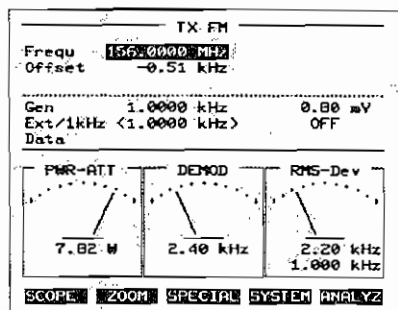 TX FM
Frequ 156.0000 MHz
Offset -0.51 kHz
Gen 1.0000 kHz 0.80 mV
Ext/1kHz <1.0000 kHz> OFF
Data
PWR-ATT DEMOD RMS-Dev
7.82 W 2.40 kHz 2.20 kHz
1.000 kHz
SCOPE ZOOM SPECIAL SYSTEM ANALYZ